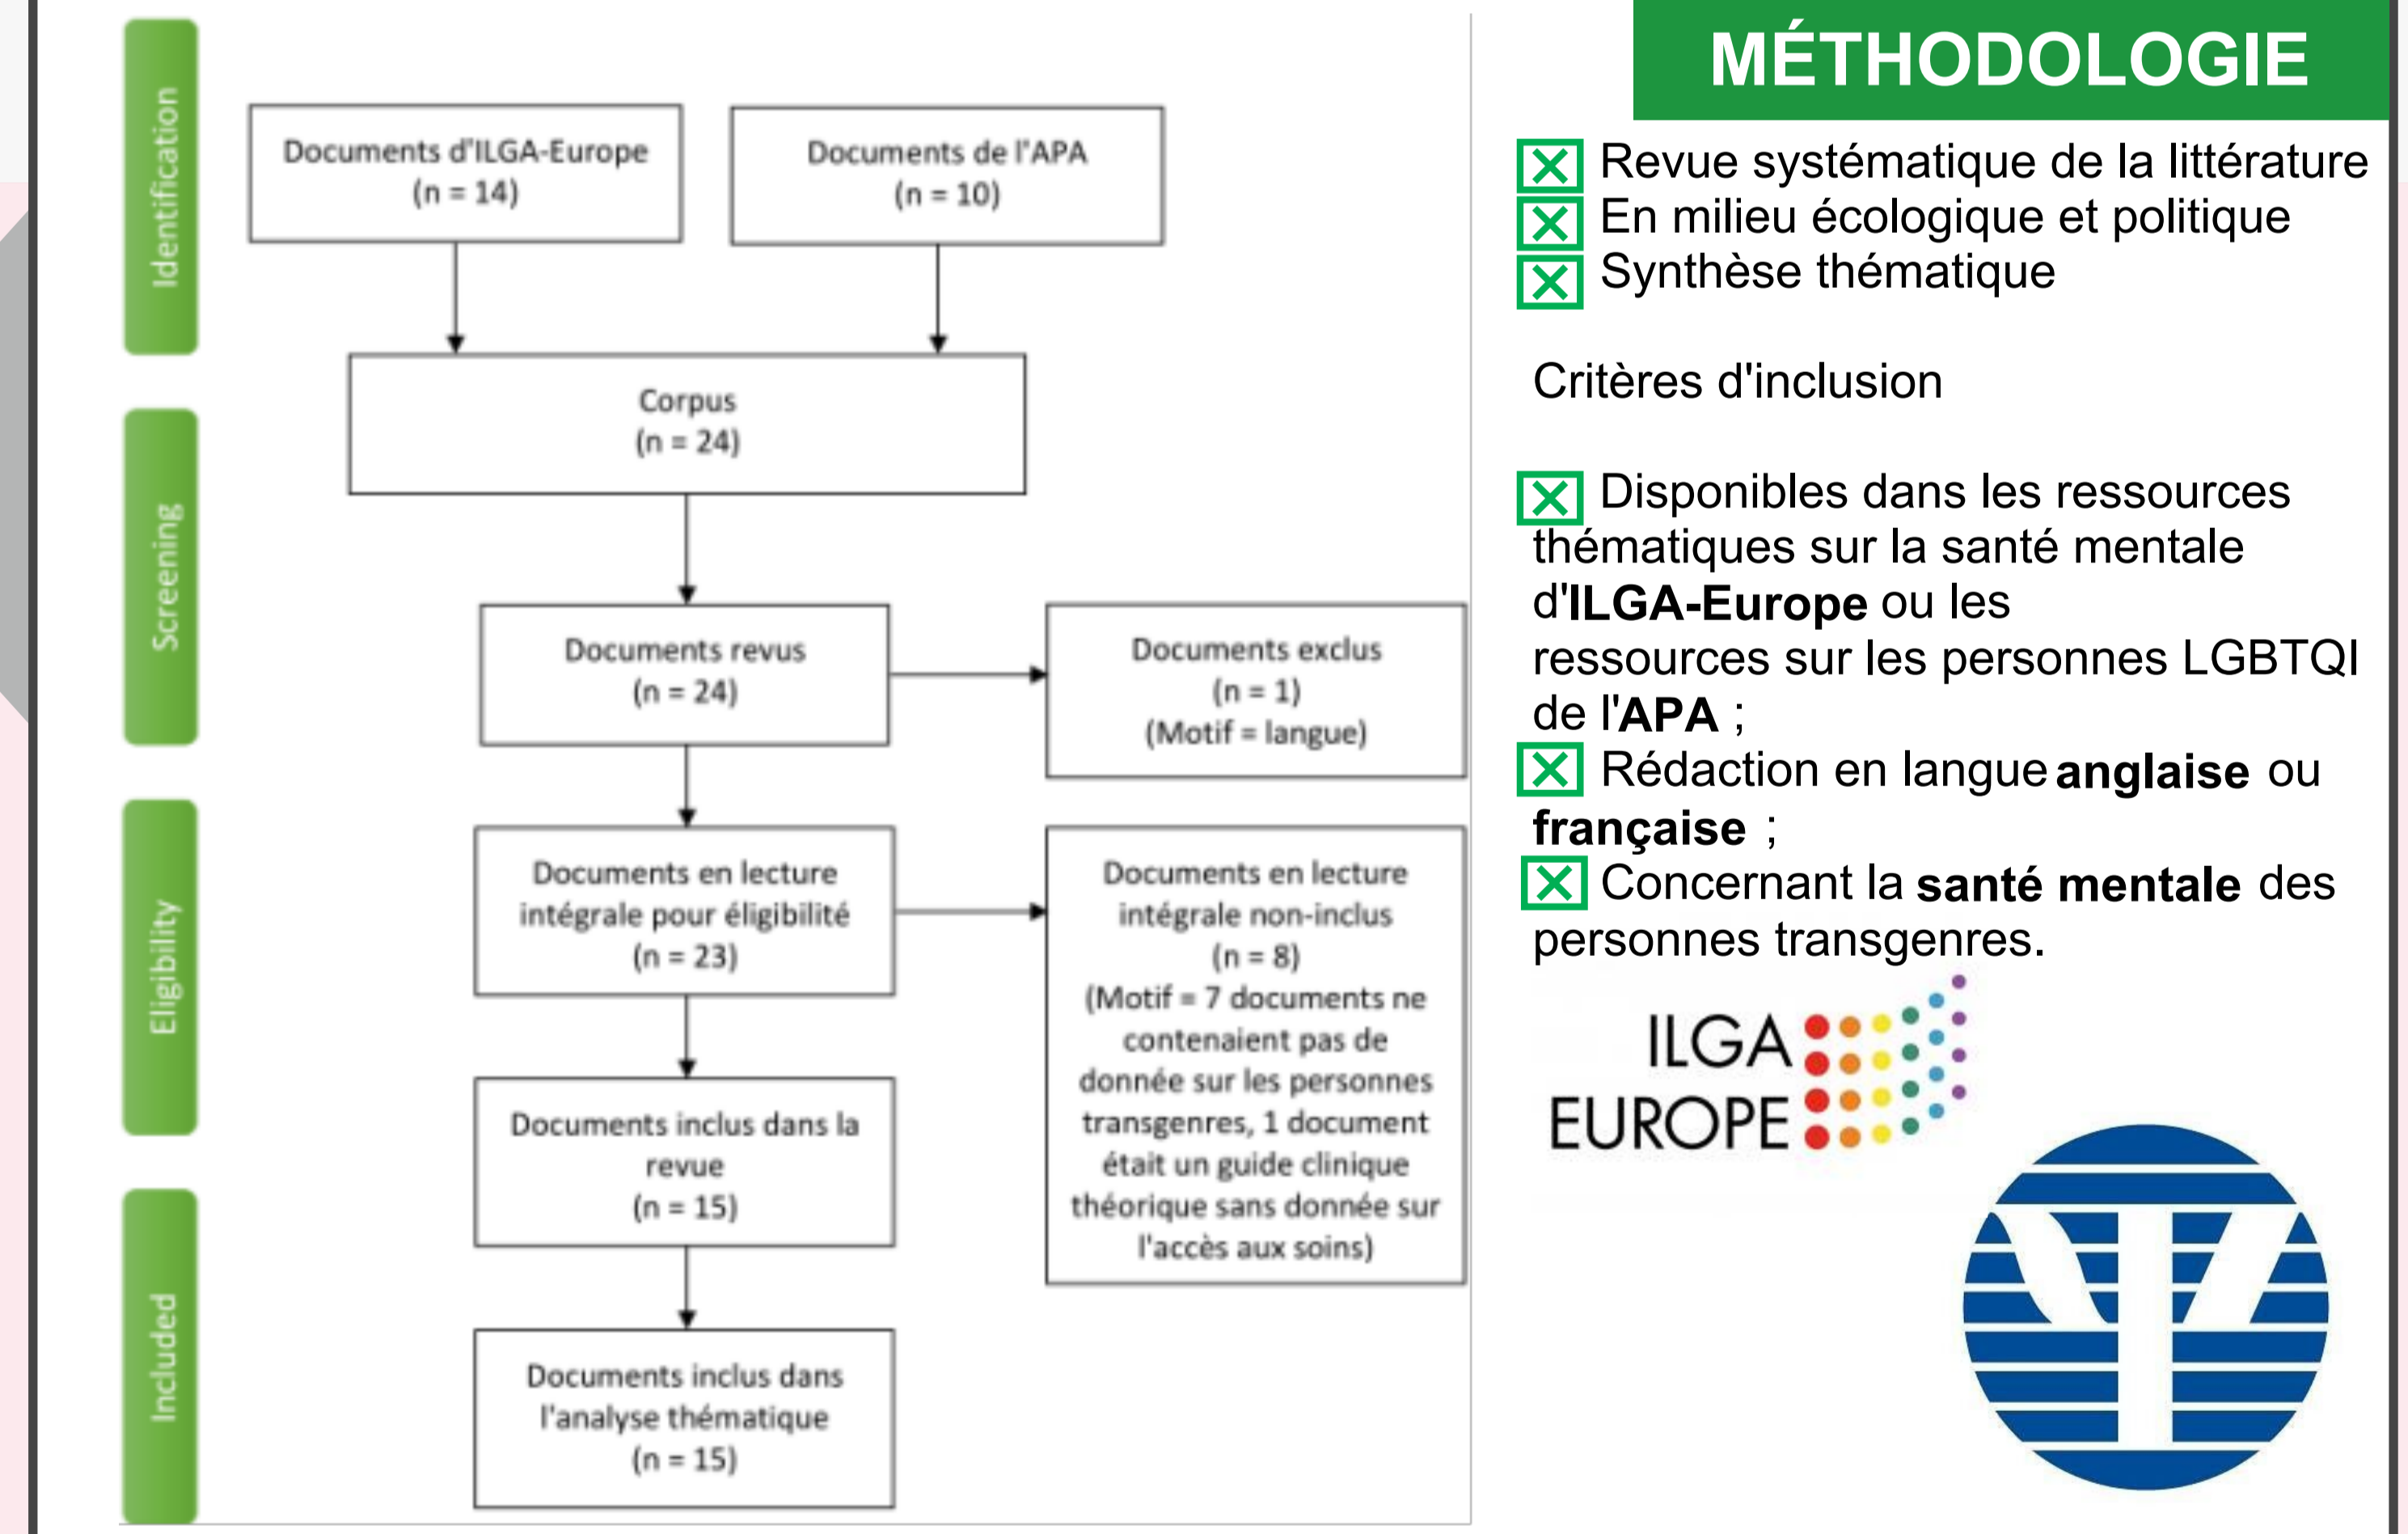 Identification
Documents d'ILGA-Europe
(n = 14)
Documents de l'APA
(n = 10)
Corpus
(n = 24)
Screening
Documents revus
(n = 24)
Documents exclus
(n = 1)
(Motif = langue)
Eligibility
Documents en lecture
intégrale pour éligibilité
(n = 23)
Documents en lecture
intégrale non-inclus
(n = 8)
(Motif = 7 documents ne
contenaient pas de
donnée sur les personnes
transgenres, 1 document
était un guide clinique
théorique sans donnée sur
l'accès aux soins)
Documents inclus dans la
revue
(n = 15)
Included
Documents inclus dans
l'analyse thématique
(n = 15)
MÉTHODOLOGIE
Revue systématique de la littérature
En milieu écologique et politique
Synthèse thématique
Critères d'inclusion
Disponibles dans les ressources
thématiques sur la santé mentale
d'ILGA-Europe ou les
ressources sur les personnes LGBTQI
de l'APA ;
Rédaction en langue anglaise ou
française ;
Concernant la santé mentale des
personnes transgenres.
ILGA
EUROPE